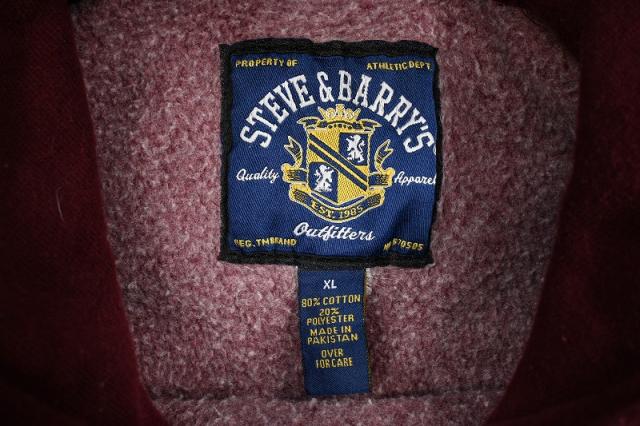 PROPERTY OF ATHLETIC DEPT
STEVE & BARRY'S
Quality Apparel
EST. 1985
Outfitters
REG. TM BRAND
XL
80% COTTON
20%
POLYESTER
MADE IN
PAKISTAN
OVER
FOR CARE